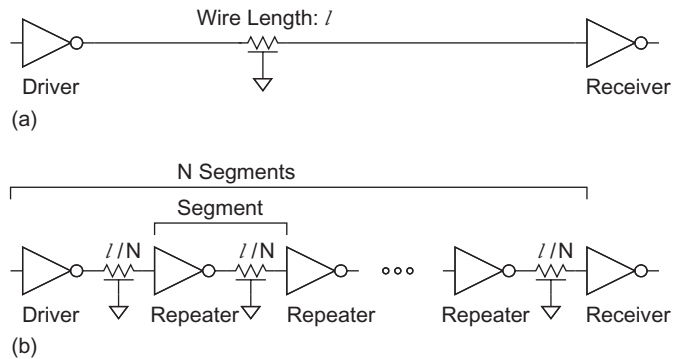 Wire Length: l
Driver
Receiver
(a)
N Segments
Segment
l/N
l/N
l/N
Driver
Repeater
Repeater
Repeater
Receiver
(b)